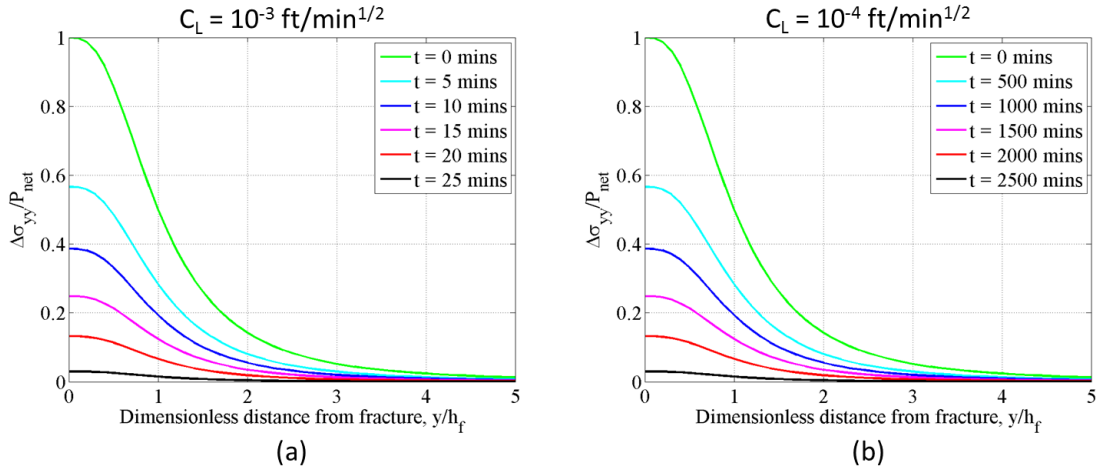 C_L = 10^-3 ft/min^1/2
1
0.8
0.6
0.4
0.2
0
Δσ_yy/P_net
t = 0 mins
t = 5 mins
t = 10 mins
t = 15 mins
t = 20 mins
t = 25 mins
0 1 2 3 4 5
Dimensionless distance from fracture, y/h_f
(a)
C_L = 10^-4 ft/min^1/2
1
0.8
0.6
0.4
0.2
0
Δσ_yy/P_net
t = 0 mins
t = 500 mins
t = 1000 mins
t = 1500 mins
t = 2000 mins
t = 2500 mins
0 1 2 3 4 5
Dimensionless distance from fracture, y/h_f
(b)